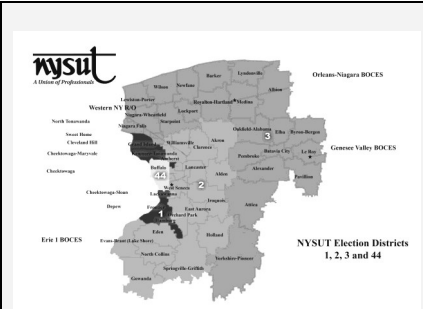 nysut
A Union of Professionals
Barker
Lyndonville
Wilson
Newfane
Albion
Orleans-Niagara BOCES
Lewiston-Porter
Royalton-Hartland
Medina
Western NY R/O
Lockport
Niagara-Wheatfield
Starpoint
North Tonawanda
Niagara Falls
Oakfield-Alabama
Elba
Byron-Bergen
3
Sweet Home
Cleveland Hill
Williamsville
Akron
Clarence
Genesee Valley BOCES
Cheektowaga-Maryvale
Pembroke
Batavia City
Le Roy
Buffalo
Lancaster
Alexander
Cheektowaga
44
Alden
Pavilion
West Seneca
2
Cheektowaga-Sloan
Lackawanna
Iroquois
Attica
Depew
East Aurora
1
Orchard Park
Eden
Holland
Erie 1 BOCES
Evans-Brant (Lake Shore)
NYSUT Election Districts
1, 2, 3 and 44
North Collins
Yorkshire-Pioneer
Springville-Griffith
Gowanda